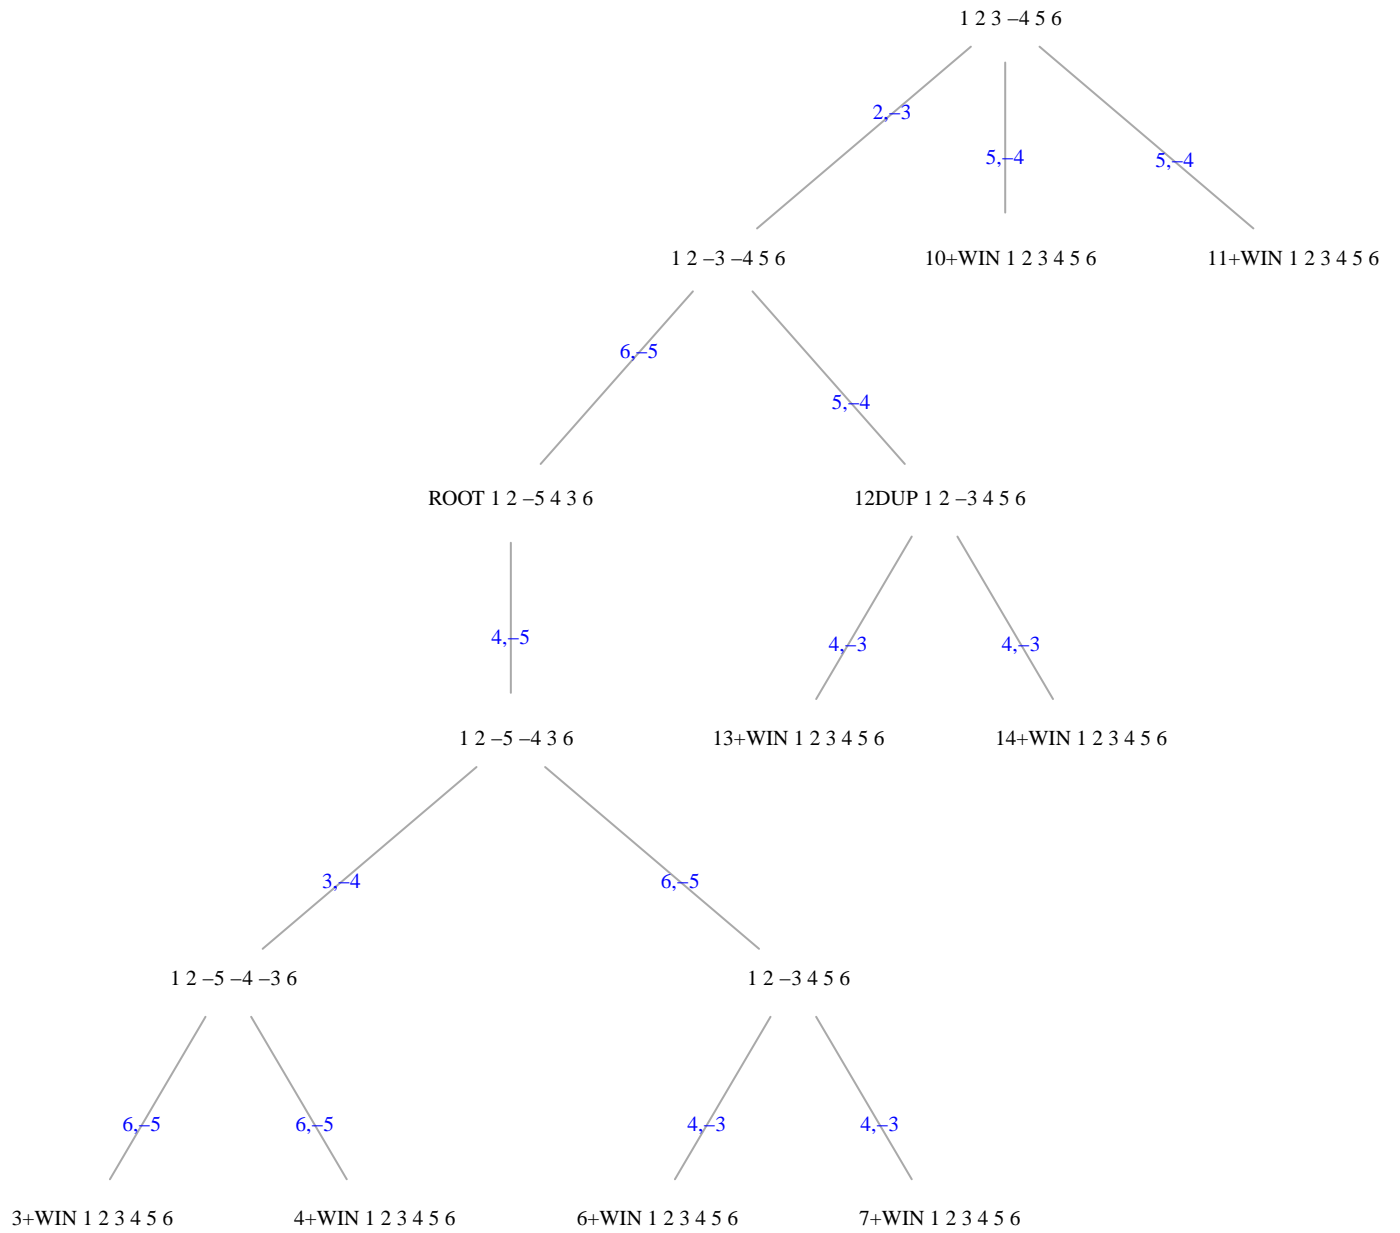 1 2 3 –4 5 6
2,–3
5,–4
5,–4
1 2 –3 –4 5 6
10+WIN 1 2 3 4 5 6
11+WIN 1 2 3 4 5 6
6,–5
5,–4
ROOT 1 2 –5 4 3 6
12DUP 1 2 –3 4 5 6
4,–5
4,–3
4,–3
1 2 –5 –4 3 6
13+WIN 1 2 3 4 5 6
14+WIN 1 2 3 4 5 6
3,–4
6,–5
1 2 –5 –4 –3 6
1 2 –3 4 5 6
6,–5
6,–5
4,–3
4,–3
3+WIN 1 2 3 4 5 6
4+WIN 1 2 3 4 5 6
6+WIN 1 2 3 4 5 6
7+WIN 1 2 3 4 5 6